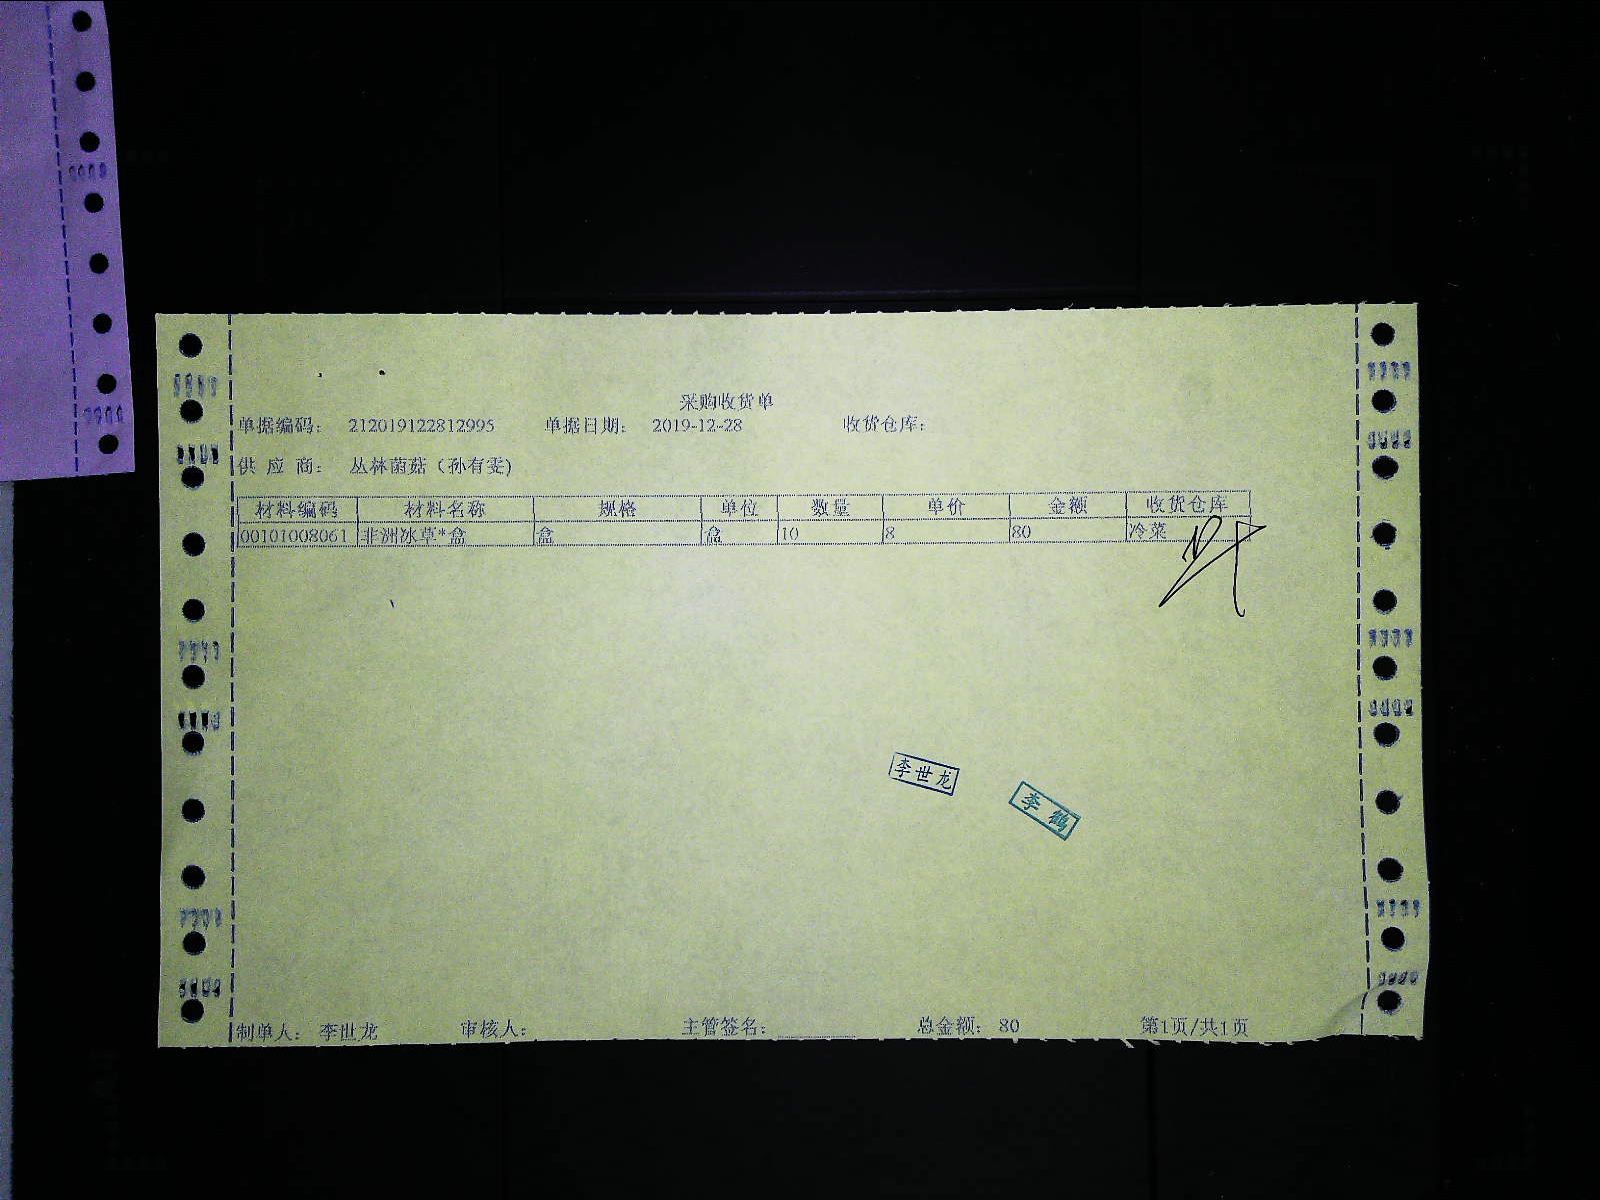 采购收货单
单据编码： 212019122812995 单据日期： 2019-12-28 收货仓库：
供 应 商： 丛林菌菇（孙有雯)
材料编码 材料名称 规格 单位 数量 单价 金额 收货仓库
00101008061 非洲冰草*盒 盒 盒 10 8 80 冷菜
李世龙
李鹤
制单人： 李世龙 审核人： 主管签名： 总金额： 80 第1页/共1页